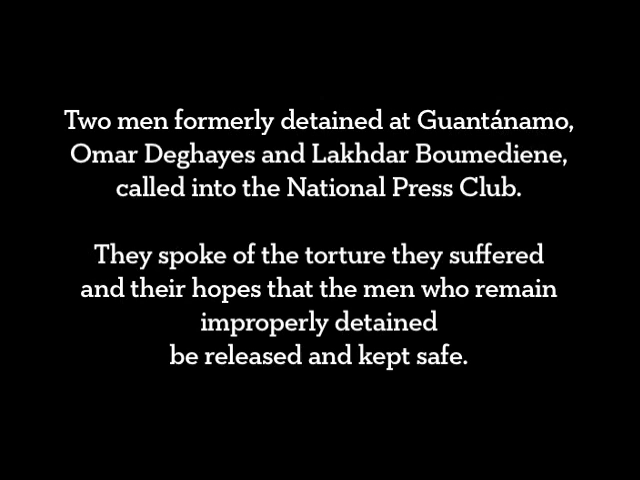 Two men formerly detained at Guantánamo,
Omar Deghayes and Lakhdar Boumediene,
called into the National Press Club.
They spoke of the torture they suffered
and their hopes that the men who remain
improperly detained
be released and kept safe.